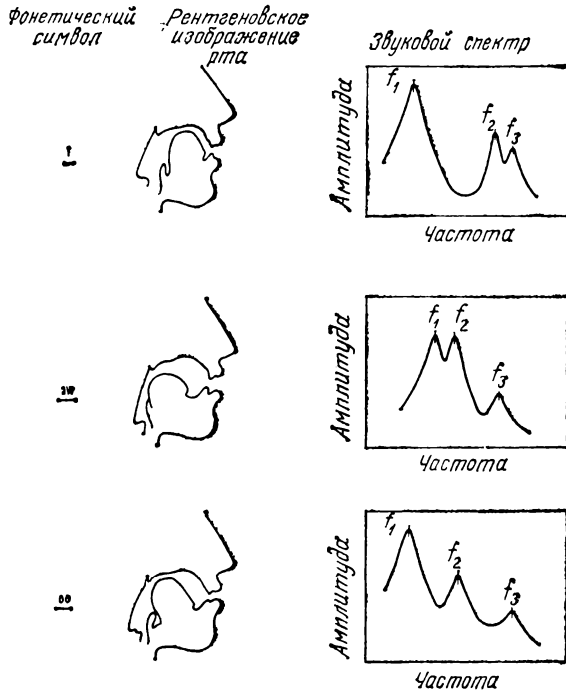 Фонетический
символ
Рентгеновское
изображение
рта
Звуковой спектр
f₁
f₂ f₃
Амплитуда
Частота
f₁ f₂
f₃
Амплитуда
Частота
f₁
f₂
f₃
Амплитуда
Частота